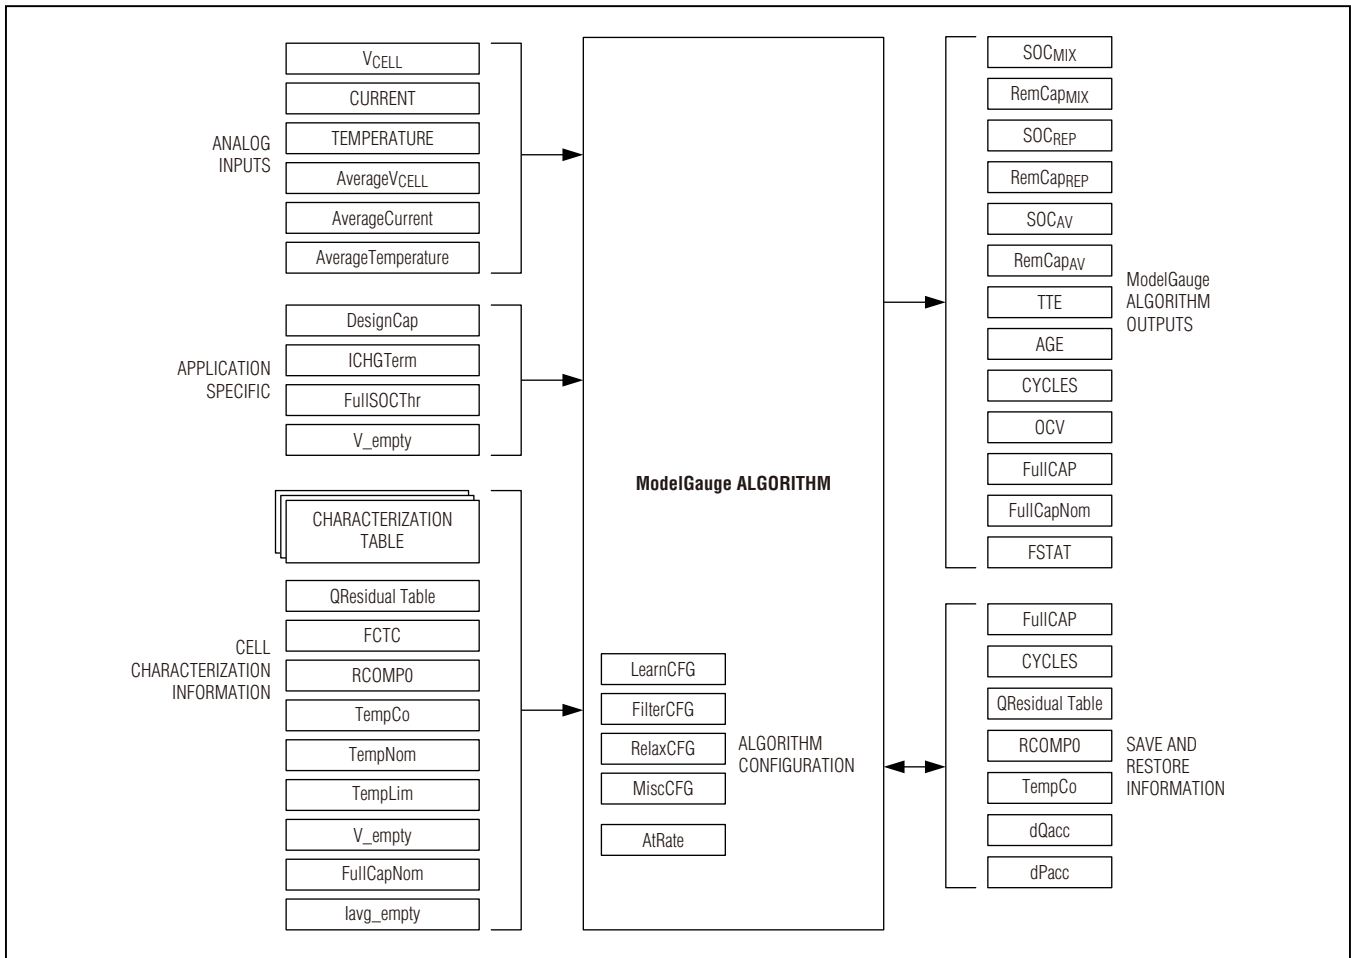 ANALOG
INPUTS
VCELL
CURRENT
TEMPERATURE
AverageVCELL
AverageCurrent
AverageTemperature
APPLICATION
SPECIFIC
DesignCap
ICHGTerm
FullSOCThr
V_empty
CELL
CHARACTERIZATION
INFORMATION
CHARACTERIZATION
TABLE
QResidual Table
FCTC
RCOMP0
TempCo
TempNom
TempLim
V_empty
FullCapNom
Iavg_empty
ModelGauge ALGORITHM
LearnCFG
FilterCFG
RelaxCFG
MiscCFG
AtRate
ALGORITHM
CONFIGURATION
SOCMIX
RemCapMIX
SOCREP
RemCapREP
SOCAV
RemCapAV
TTE
AGE
CYCLES
OCV
FullCAP
FullCapNom
FSTAT
ModelGauge
ALGORITHM
OUTPUTS
FullCAP
CYCLES
QResidual Table
RCOMP0
TempCo
dQacc
dPacc
SAVE AND
RESTORE
INFORMATION